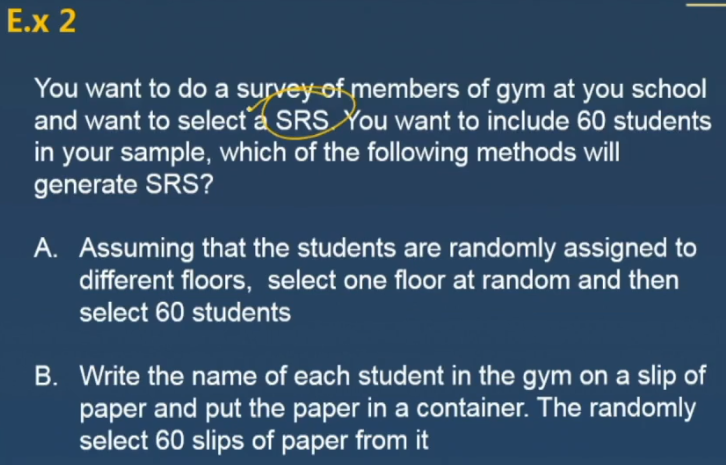 E.x 2
You want to do a survey of members of gym at you school
and want to select a SRS. You want to include 60 students
in your sample, which of the following methods will
generate SRS?
A. Assuming that the students are randomly assigned to
different floors, select one floor at random and then
select 60 students
B. Write the name of each student in the gym on a slip of
paper and put the paper in a container. The randomly
select 60 slips of paper from it